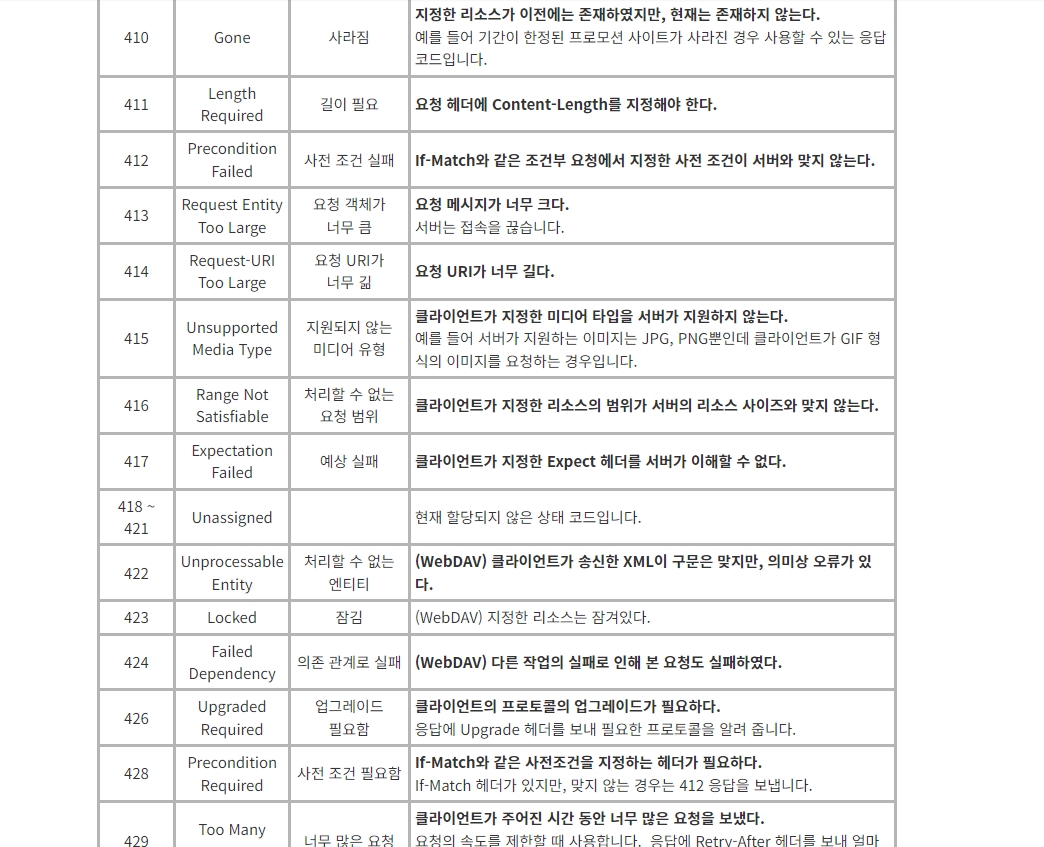 410
Gone
사라짐
지정한 리소스가 이전에는 존재하였지만, 현재는 존재하지 않는다.
예를 들어 기간이 한정된 프로모션 사이트가 사라진 경우 사용할 수 있는 응답
코드입니다.
411
Length
Required
길이 필요
요청 헤더에 Content-Length를 지정해야 한다.
412
Precondition
Failed
사전 조건 실패
If-Match와 같은 조건부 요청에서 지정한 사전 조건이 서버와 맞지 않는다.
413
Request Entity
Too Large
요청 객체가
너무 큼
요청 메시지가 너무 크다.
서버는 접속을 끊습니다.
414
Request-URI
Too Large
요청 URI가
너무 긺
요청 URI가 너무 길다.
415
Unsupported
Media Type
지원되지 않는
미디어 유형
클라이언트가 지정한 미디어 타입을 서버가 지원하지 않는다.
예를 들어 서버가 지원하는 이미지는 JPG, PNG뿐인데 클라이언트가 GIF 형
식의 이미지를 요청하는 경우입니다.
416
Range Not
Satisfiable
처리할 수 없는
요청 범위
클라이언트가 지정한 리소스의 범위가 서버의 리소스 사이즈와 맞지 않는다.
417
Expectation
Failed
예상 실패
클라이언트가 지정한 Expect 헤더를 서버가 이해할 수 없다.
418 ~
421
Unassigned
현재 할당되지 않은 상태 코드입니다.
422
Unprocessable
Entity
처리할 수 없는
엔티티
(WebDAV) 클라이언트가 송신한 XML이 구문은 맞지만, 의미상 오류가 있
다.
423
Locked
잠김
(WebDAV) 지정한 리소스는 잠겨있다.
424
Failed
Dependency
의존 관계로 실패
(WebDAV) 다른 작업의 실패로 인해 본 요청도 실패하였다.
426
Upgraded
Required
업그레이드
필요함
클라이언트의 프로토콜의 업그레이드가 필요하다.
응답에 Upgrade 헤더를 보내 필요한 프로토콜을 알려 줍니다.
428
Precondition
Required
사전 조건 필요함
If-Match와 같은 사전조건을 지정하는 헤더가 필요하다.
If-Match 헤더가 있지만, 맞지 않는 경우는 412 응답을 보냅니다.
429
Too Many
너무 많은 요청
클라이언트가 주어진 시간 동안 너무 많은 요청을 보냈다.
요청의 속도를 제한할 때 사용합니다. 응답에 Retry-After 헤더를 보내 얼마